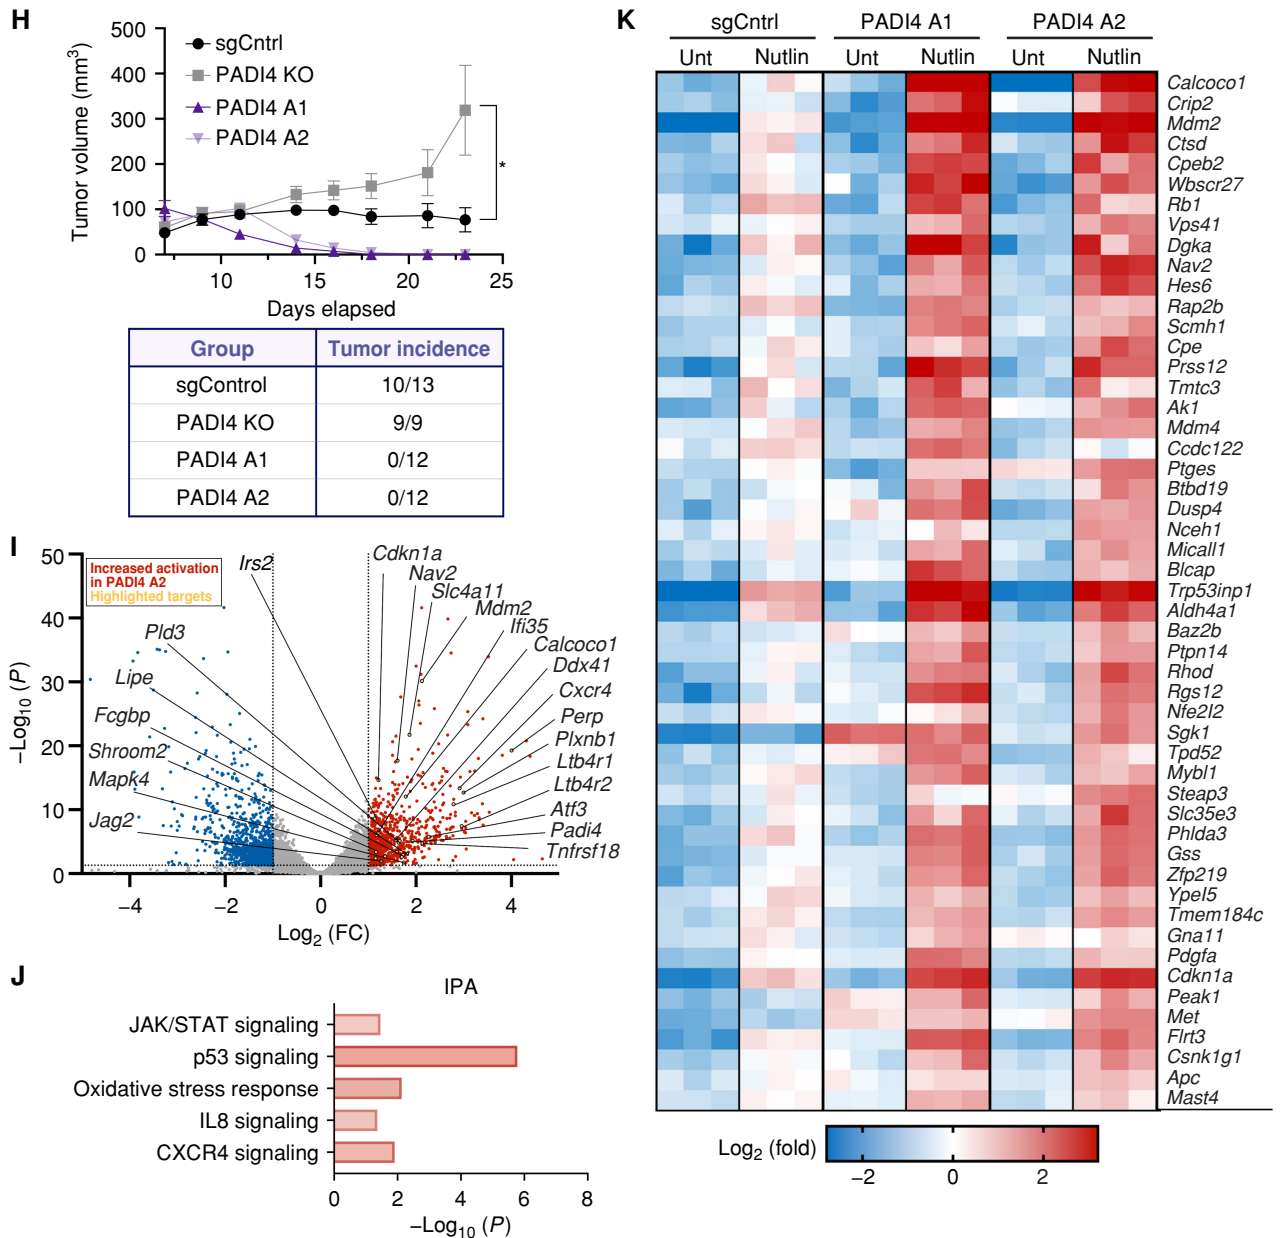 H
500
400
300
200
100
0
Tumor volume (mm³)
sgCntrl
PADI4 KO
PADI4 A1
PADI4 A2
*
10
15
20
25
Days elapsed
Group Tumor incidence
sgControl 10/13
PADI4 KO 9/9
PADI4 A1 0/12
PADI4 A2 0/12
I
50
40
30
20
10
0
−Log₁₀ (P)
Increased activation
in PADI4 A2
Highlighted targets
Irs2
Pld3
Lipe
Fcgbp
Shroom2
Mapk4
Jag2
Cdkn1a
Nav2
Slc4a11
Mdm2
Ifi35
Calcoco1
Ddx41
Cxcr4
Perp
Plxnb1
Ltb4r1
Ltb4r2
Atf3
Padi4
Tnfrsf18
−4
−2
0
2
4
Log₂ (FC)
J
IPA
JAK/STAT signaling
p53 signaling
Oxidative stress response
IL8 signaling
CXCR4 signaling
0
2
4
6
8
−Log₁₀ (P)
K
sgCntrl PADI4 A1 PADI4 A2
Unt Nutlin Unt Nutlin Unt Nutlin
Calcoco1
Crip2
Mdm2
Ctsd
Cpeb2
Wbscr27
Rb1
Vps41
Dgka
Nav2
Hes6
Rap2b
Scmh1
Cpe
Prss12
Tmtc3
Ak1
Mdm4
Ccdc122
Ptges
Btbd19
Dusp4
Nceh1
Micall1
Blcap
Trp53inp1
Aldh4a1
Baz2b
Ptpn14
Rhod
Rgs12
Nfe2l2
Sgk1
Tpd52
Mybl1
Steap3
Slc35e3
Phlda3
Gss
Zfp219
Ypel5
Tmem184c
Gna11
Pdgfa
Cdkn1a
Peak1
Met
Flrt3
Csnk1g1
Apc
Mast4
Log₂ (fold)
−2
0
2